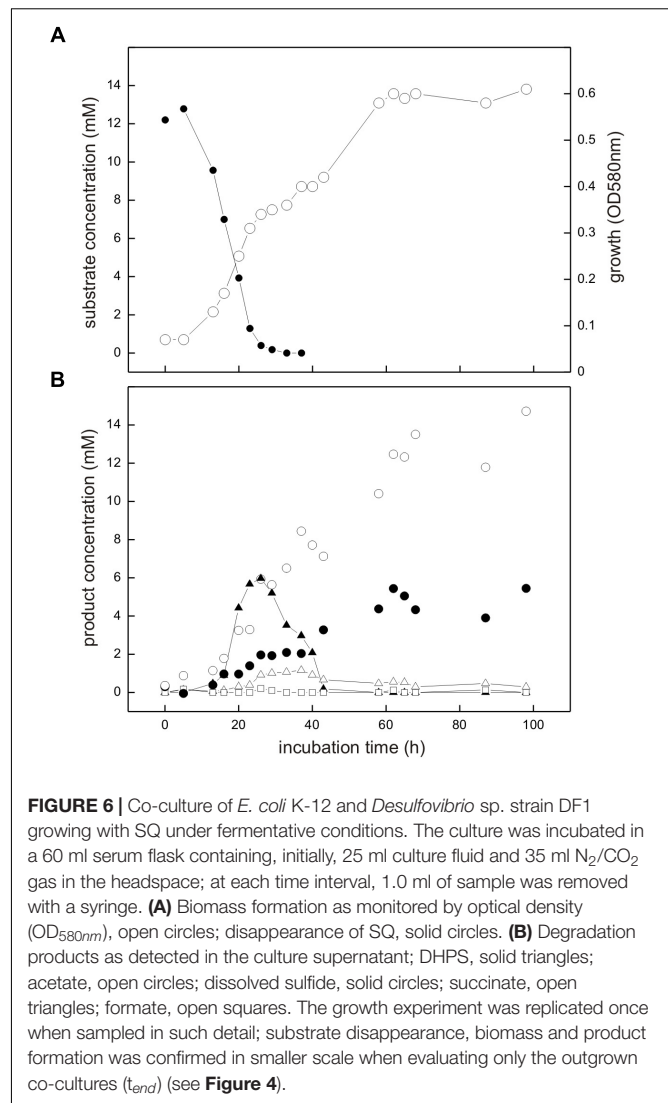 A
substrate concentration (mM)
14
12
10
8
6
4
2
0
growth (OD580nm)
0.6
0.5
0.4
0.3
0.2
0.1
0
B
product concentration (mM)
14
12
10
8
6
4
2
0
0 20 40 60 80 100
incubation time (h)
FIGURE 6 | Co-culture of E. coli K-12 and Desulfovibrio sp. strain DF1
growing with SQ under fermentative conditions. The culture was incubated in
a 60 ml serum flask containing, initially, 25 ml culture fluid and 35 ml N2/CO2
gas in the headspace; at each time interval, 1.0 ml of sample was removed
with a syringe. (A) Biomass formation as monitored by optical density
(OD580nm), open circles; disappearance of SQ, solid circles. (B) Degradation
products as detected in the culture supernatant; DHPS, solid triangles;
acetate, open circles; dissolved sulfide, solid circles; succinate, open
triangles; formate, open squares. The growth experiment was replicated once
when sampled in such detail; substrate disappearance, biomass and product
formation was confirmed in smaller scale when evaluating only the outgrown
co-cultures (tend) (see Figure 4).